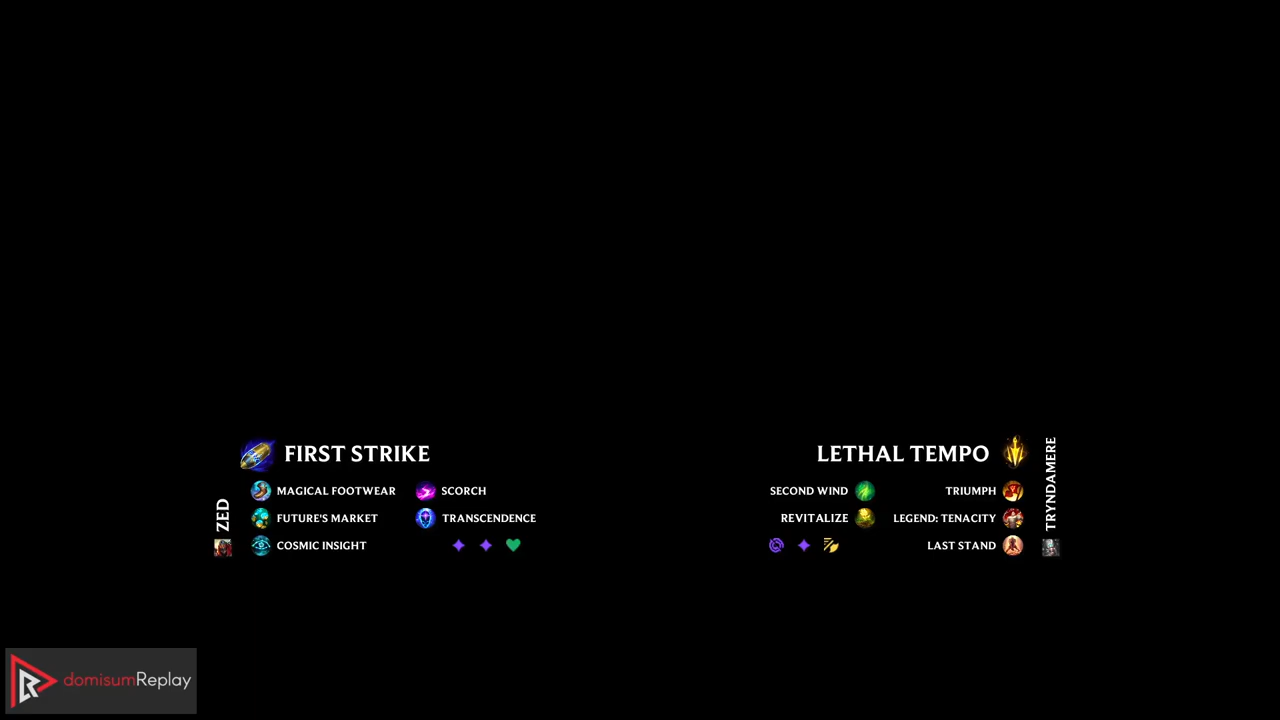 FIRST STRIKE
MAGICAL FOOTWEAR
SCORCH
FUTURE'S MARKET
TRANSCENDENCE
COSMIC INSIGHT
ZED
LETHAL TEMPO
SECOND WIND
TRIUMPH
REVITALIZE
LEGEND: TENACITY
LAST STAND
TRYNDAMERE
domisumReplay